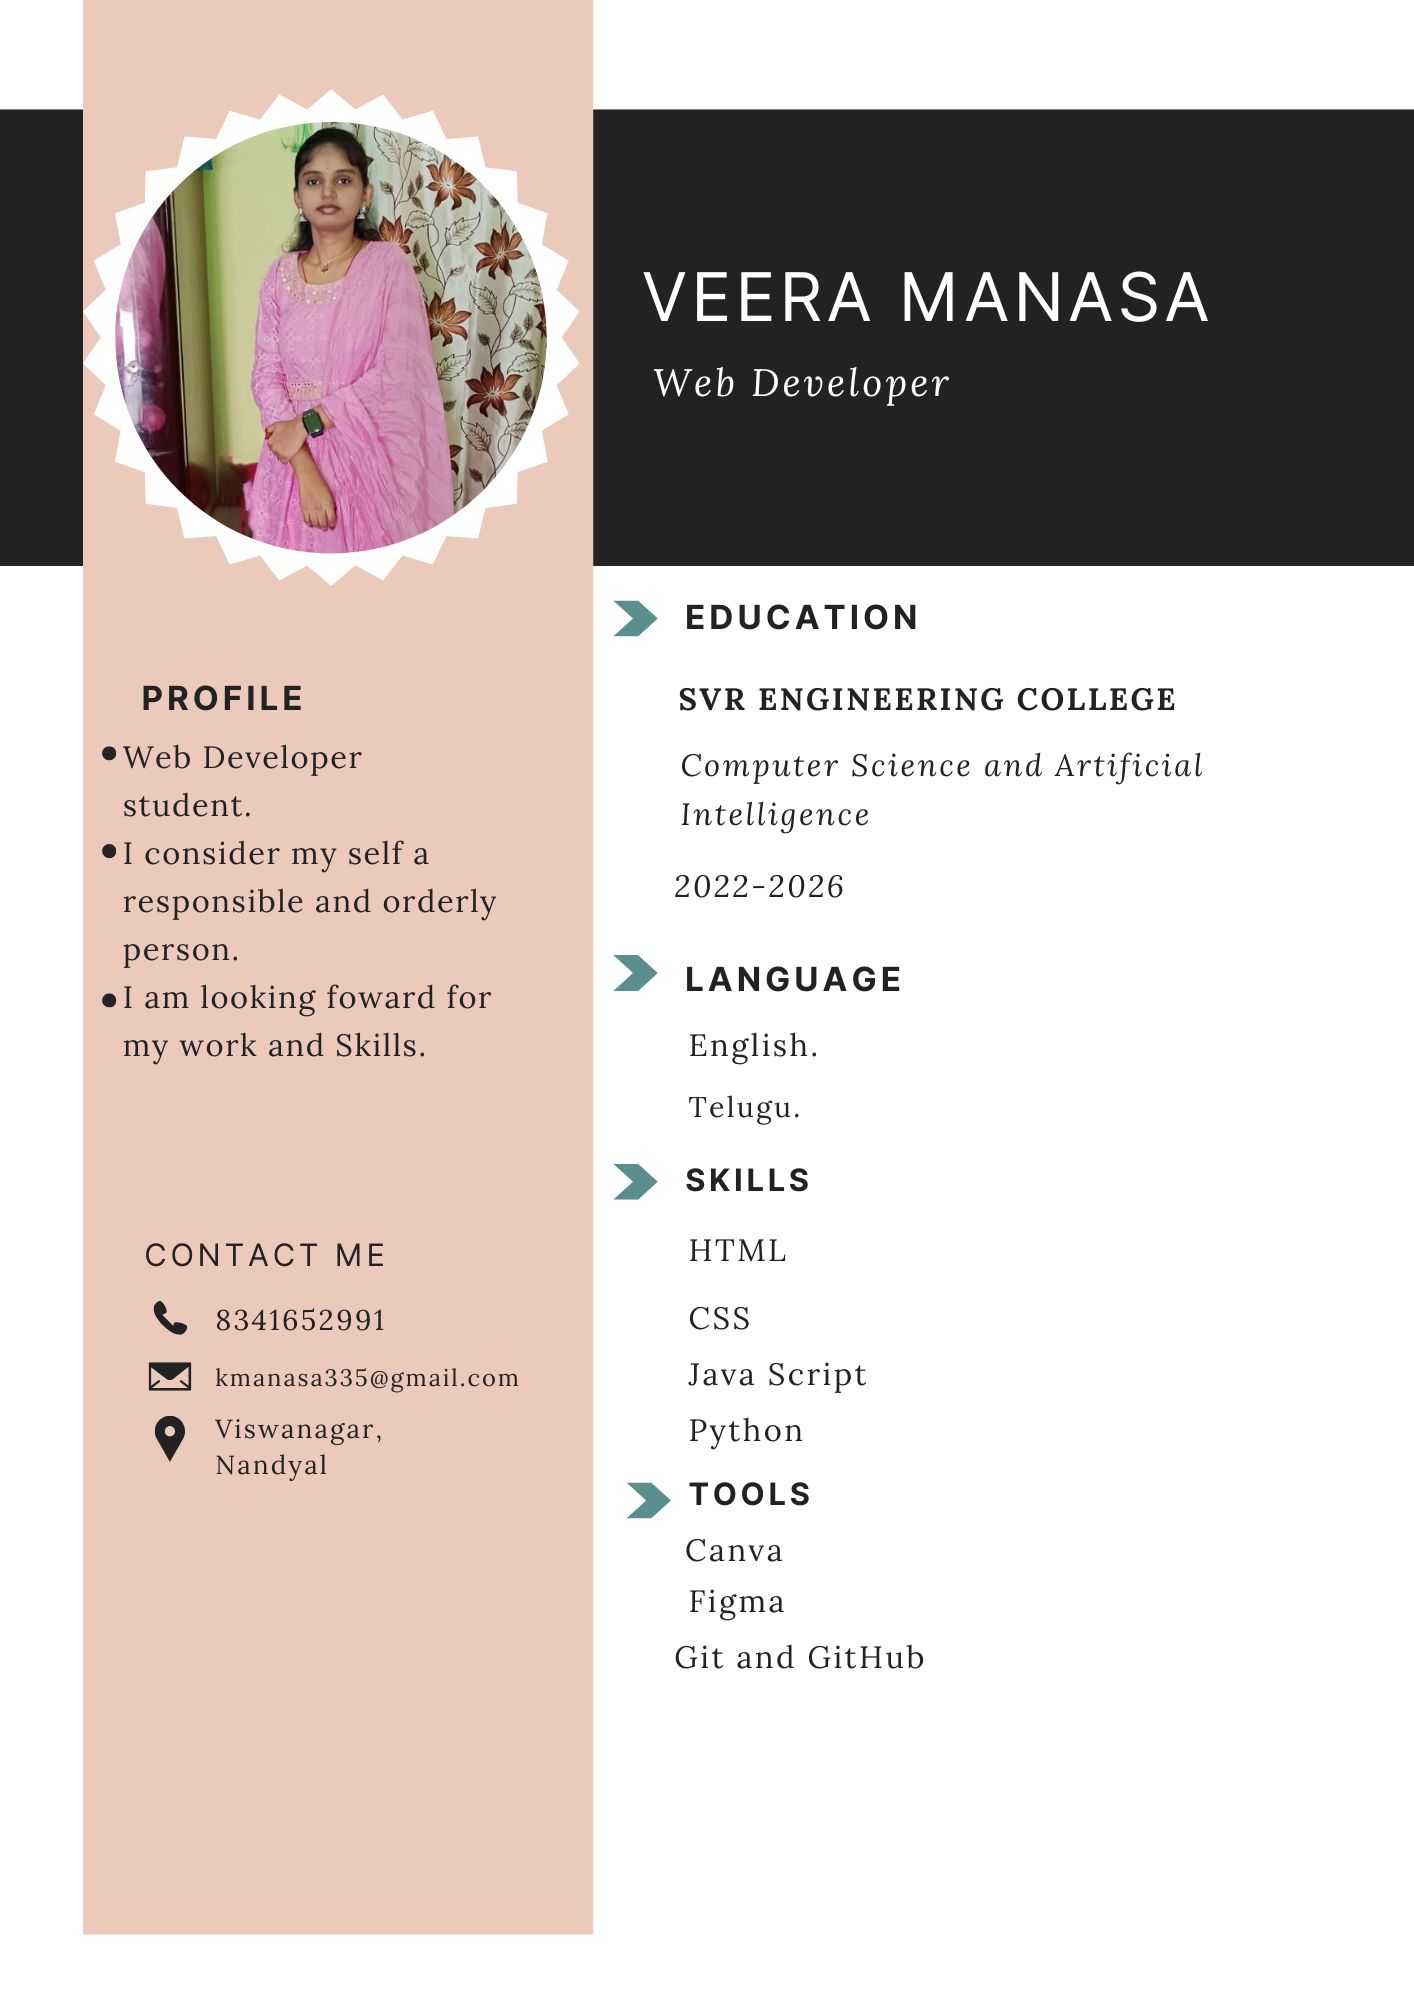 VEERA MANASA
Web Developer
PROFILE
Web Developer
student.
I consider my self a
responsible and orderly
person.
I am looking foward for
my work and Skills.
CONTACT ME
8341652991
kmanasa335@gmail.com
Viswanagar,
Nandyal
EDUCATION
SVR ENGINEERING COLLEGE
Computer Science and Artificial
Intelligence
2022-2026
LANGUAGE
English.
Telugu.
SKILLS
HTML
CSS
Java Script
Python
TOOLS
Canva
Figma
Git and GitHub